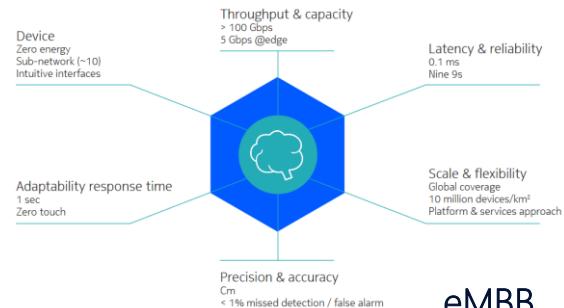 Throughput & capacity
> 100 Gbps
5 Gbps @edge
Device
Zero energy
Sub-network (~10)
Intuitive interfaces
Latency & reliability
0.1 ms
Nine 9s
Adaptability response time
1 sec
Zero touch
Scale & flexibility
Global coverage
10 million devices/km²
Platform & services approach
Precision & accuracy
Cm
< 1% missed detection / false alarm
eMBB